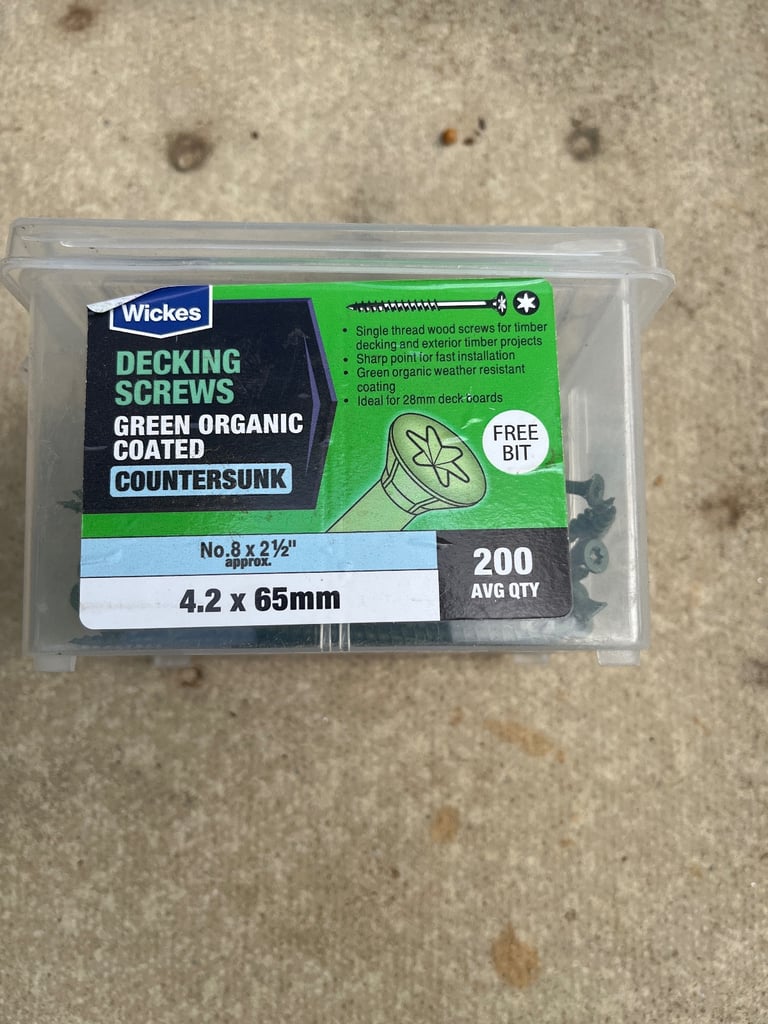 Wickes
DECKING
SCREWS
GREEN ORGANIC
COATED
COUNTERSUNK
• Single thread wood screws for timber
decking and exterior timber projects
• Sharp point for fast installation
• Green organic weather resistant
coating
• Ideal for 28mm deck boards
FREE
BIT
No.8 x 2½"
approx.
4.2 x 65mm
200
AVG QTY